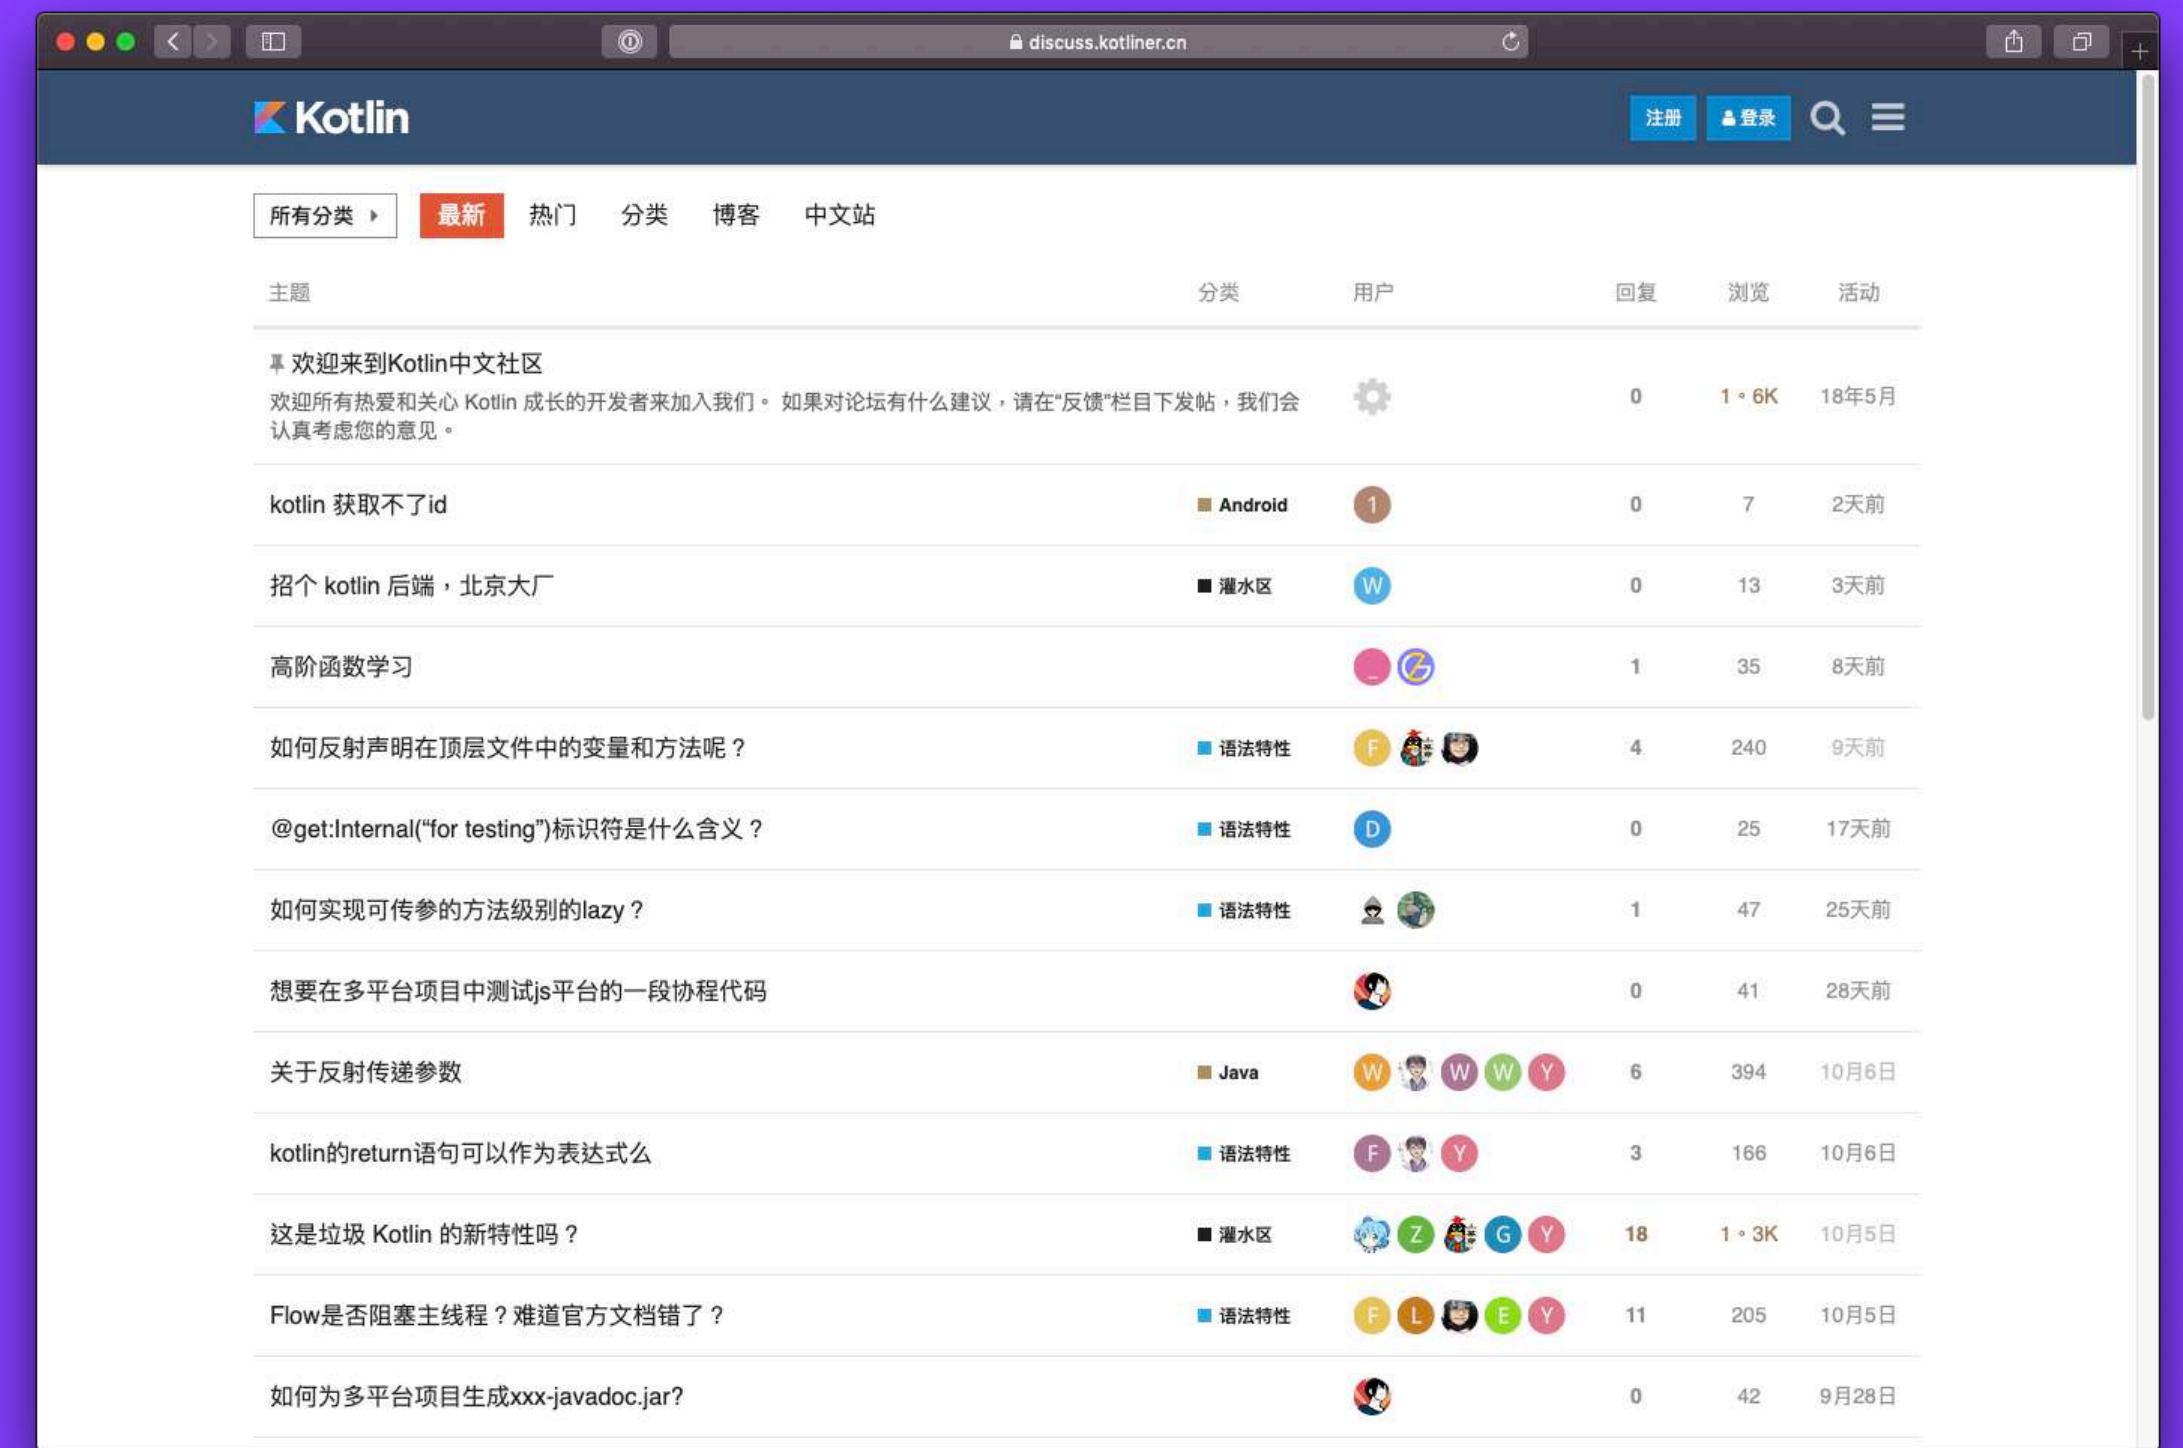 discuss.kotliner.cn
Kotlin
注册 登录
所有分类 最新 热门 分类 博客 中文站
主题 分类 用户 回复 浏览 活动
欢迎来到Kotlin中文社区
欢迎所有热爱和关心 Kotlin 成长的开发者来加入我们。 如果对论坛有什么建议，请在“反馈”栏目下发帖，我们会
认真考虑您的意见。
0 1。6K 18年5月
kotlin 获取不了id Android 1 0 7 2天前
招个 kotlin 后端，北京大厂 灌水区 W 0 13 3天前
高阶函数学习 _ 1 35 8天前
如何反射声明在顶层文件中的变量和方法呢？ 语法特性 F 4 240 9天前
@get:Internal(“for testing”)标识符是什么含义？ 语法特性 D 0 25 17天前
如何实现可传参的方法级别的lazy？ 语法特性 1 47 25天前
想要在多平台项目中测试js平台的一段协程代码 0 41 28天前
关于反射传递参数 Java W W W Y 6 394 10月6日
kotlin的return语句可以作为表达式么 语法特性 F Y 3 166 10月6日
这是垃圾 Kotlin 的新特性吗？ 灌水区 Z G Y 18 1。3K 10月5日
Flow是否阻塞主线程？难道官方文档错了？ 语法特性 F L E Y 11 205 10月5日
如何为多平台项目生成xxx-javadoc.jar? 0 42 9月28日